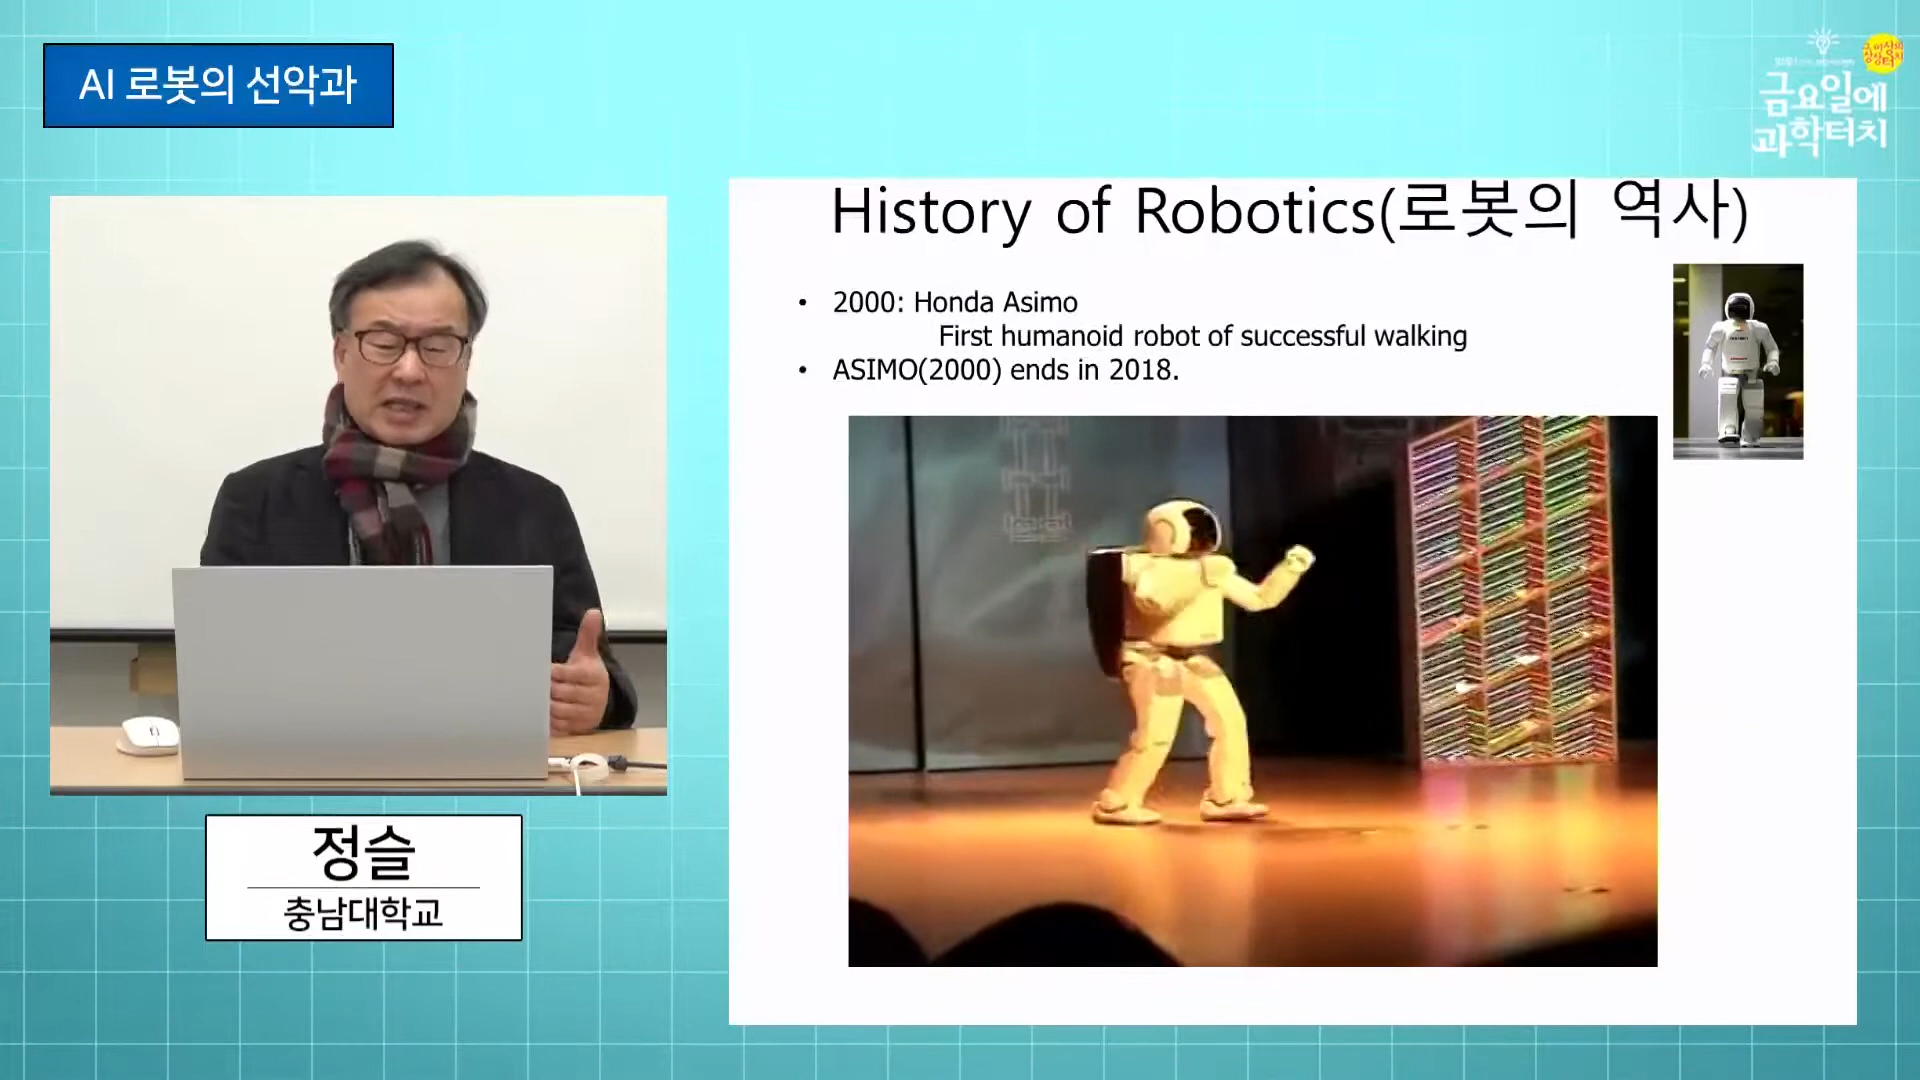 AI 로봇의 선악과
금요일에
과학터치
History of Robotics(로봇의 역사)
• 2000: Honda Asimo
First humanoid robot of successful walking
• ASIMO(2000) ends in 2018.
정슬
충남대학교